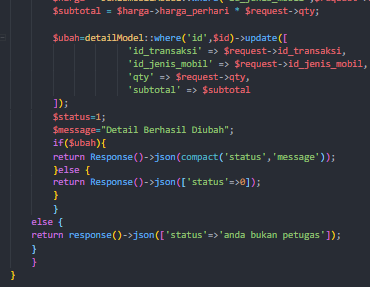 $subtotal = $harga->harga_perhari * $request->qty;
$ubah=detailModel::where('id',$id)->update([
'id_transaksi' => $request->id_transaksi,
'id_jenis_mobil' => $request->id_jenis_mobil,
'qty' => $request->qty,
'subtotal' => $subtotal
]);
$status=1;
$message="Detail Berhasil Diubah";
if($ubah){
return Response()->json(compact('status','message'));
}else {
return Response()->json(['status'=>0]);
}
}
else {
return response()->json(['status'=>'anda bukan petugas']);
}
}
}